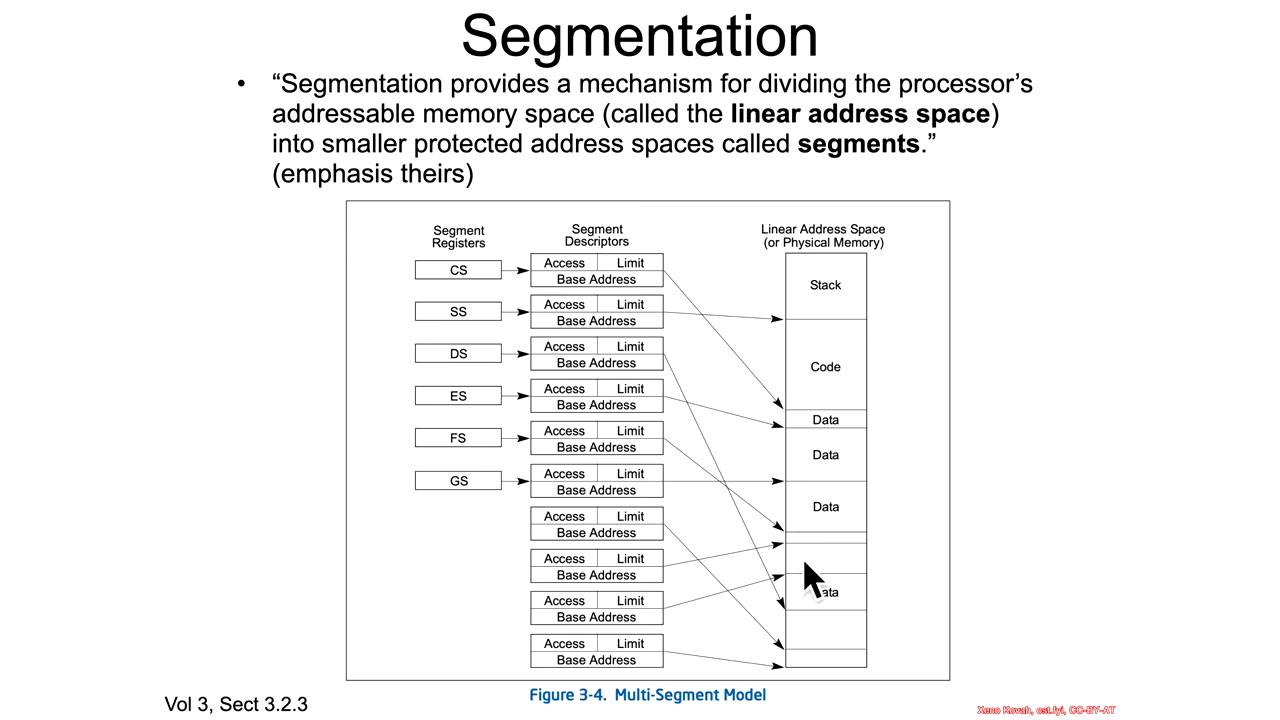 Segmentation
• “Segmentation provides a mechanism for dividing the processor’s
addressable memory space (called the linear address space)
into smaller protected address spaces called segments.”
(emphasis theirs)
Segment
Registers
Segment
Descriptors
Linear Address Space
(or Physical Memory)
CS
SS
DS
ES
FS
GS
Access Limit
Base Address
Access Limit
Base Address
Access Limit
Base Address
Access Limit
Base Address
Access Limit
Base Address
Access Limit
Base Address
Access Limit
Base Address
Access Limit
Base Address
Access Limit
Base Address
Access Limit
Base Address
Stack
Code
Data
Data
Data
Figure 3-4. Multi-Segment Model
Vol 3, Sect 3.2.3
Xeno Kovah, ost.fyi, CC-BY-AT